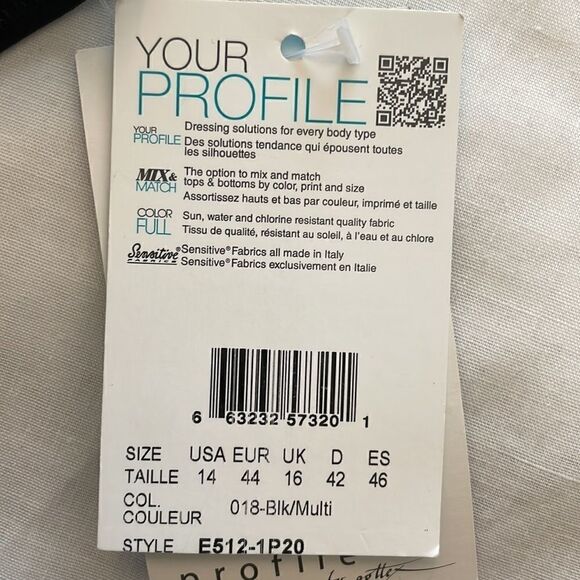 YOUR
PROFILE
YOUR
PROFILE
Dressing solutions for every body type
Des solutions tendance qui épousent toutes
les silhouettes
MIX&
MATCH
The option to mix and match
tops & bottoms by color, print and size
Assortissez hauts et bas par couleur, imprimé et taille
COLOR
FULL
Sun, water and chlorine resistant quality fabric
Tissu de qualité, résistant au soleil, à l'eau et au chlore
Sensitive®
FABRICS
Sensitive® Fabrics all made in Italy
Sensitive® Fabrics exclusivement en Italie
6 63232 57320 1
SIZE USA EUR UK D ES
TAILLE 14 44 16 42 46
COL.
COULEUR 018-Blk/Multi
STYLE E512-1P20
profile
by gottex